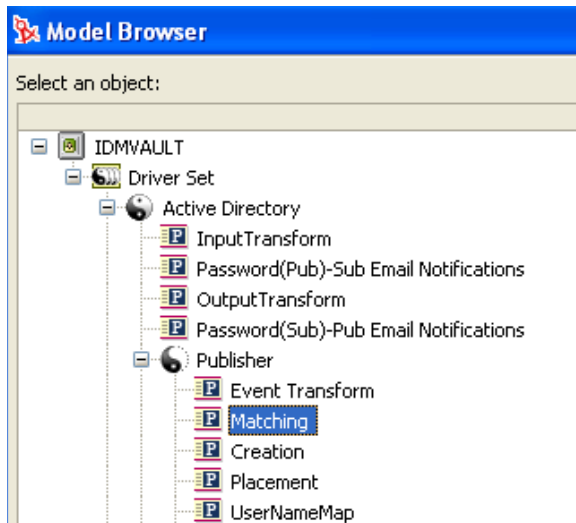 Model Browser
Select an object:
IDMVAULT
Driver Set
Active Directory
P InputTransform
P Password(Pub)-Sub Email Notifications
P OutputTransform
P Password(Sub)-Pub Email Notifications
Publisher
P Event Transform
P Matching
P Creation
P Placement
P UserNameMap